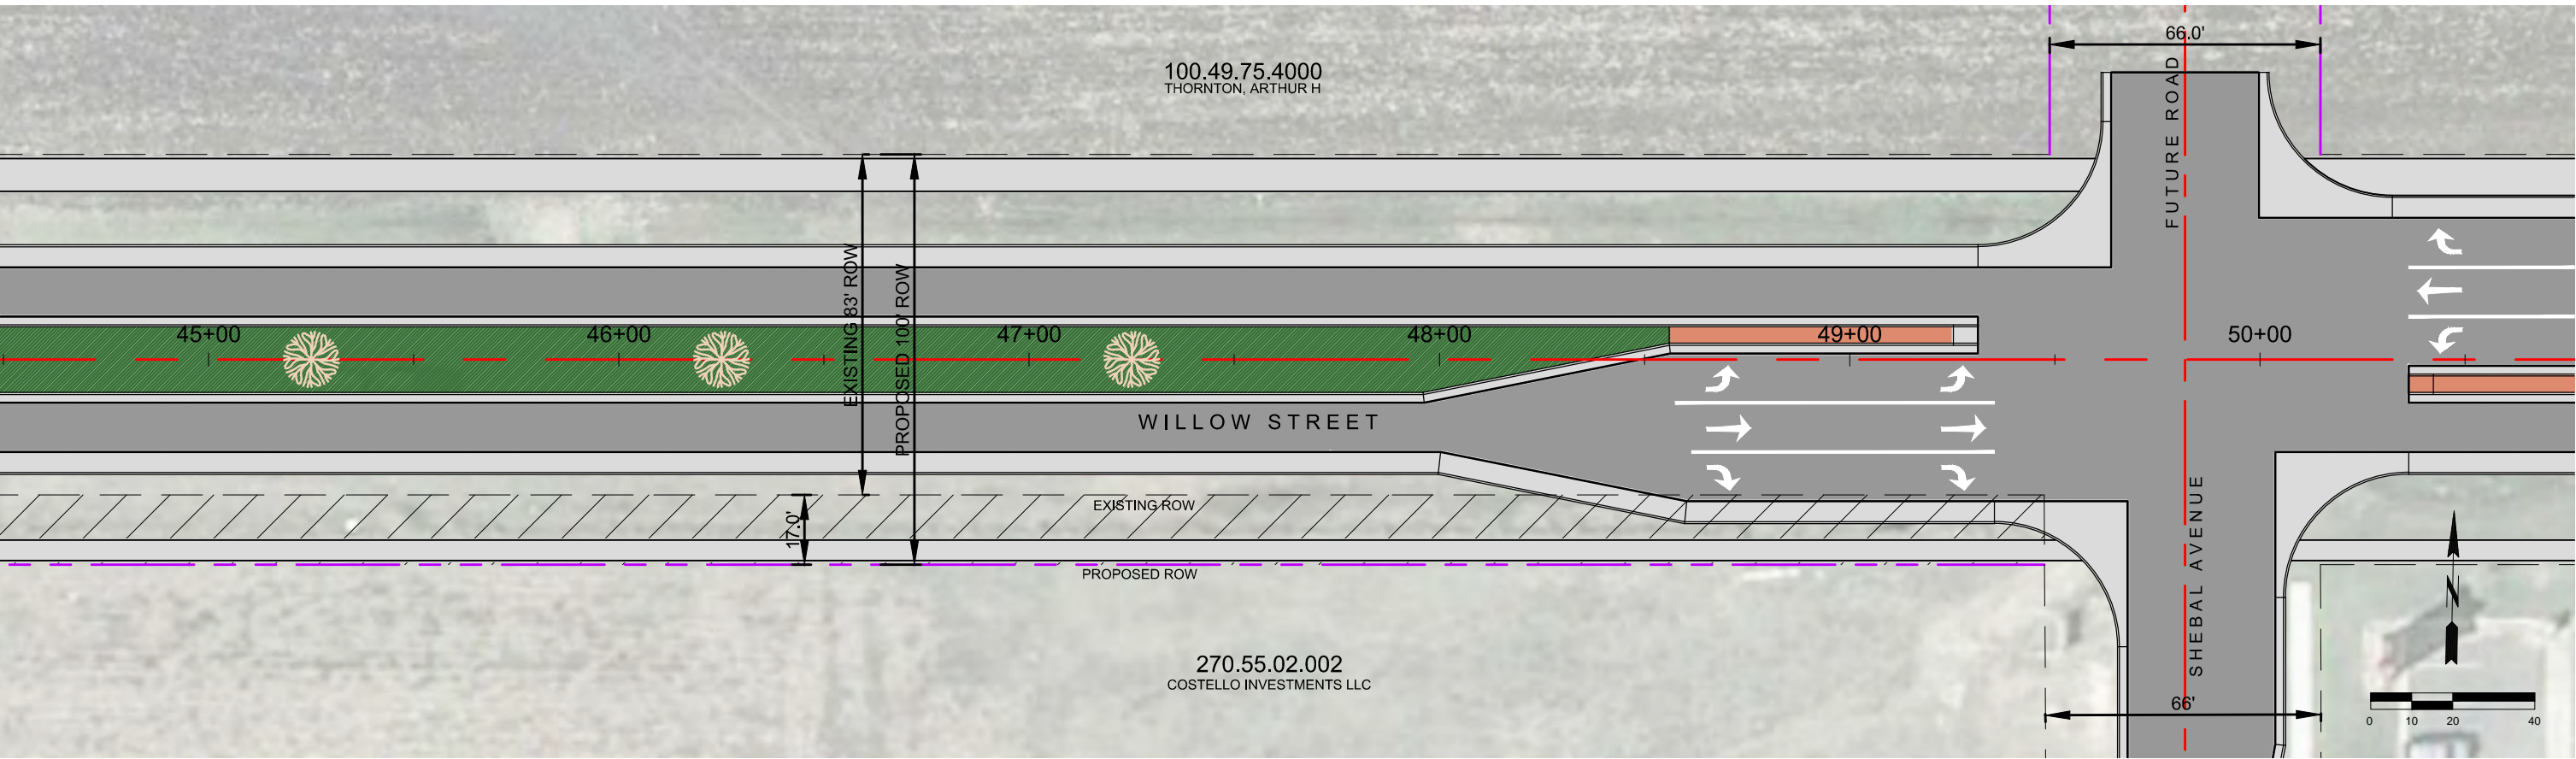 66.0'
100.49.75.4000
THORNTON, ARTHUR H
FUTURE ROAD
45+00
46+00
47+00
48+00
49+00
50+00
EXISTING 83' ROW
PROPOSED 100' ROW
WILLOW STREET
EXISTING ROW
17.0'
PROPOSED ROW
SHEBAL AVENUE
N
270.55.02.002
COSTELLO INVESTMENTS LLC
66'
0 10 20 40